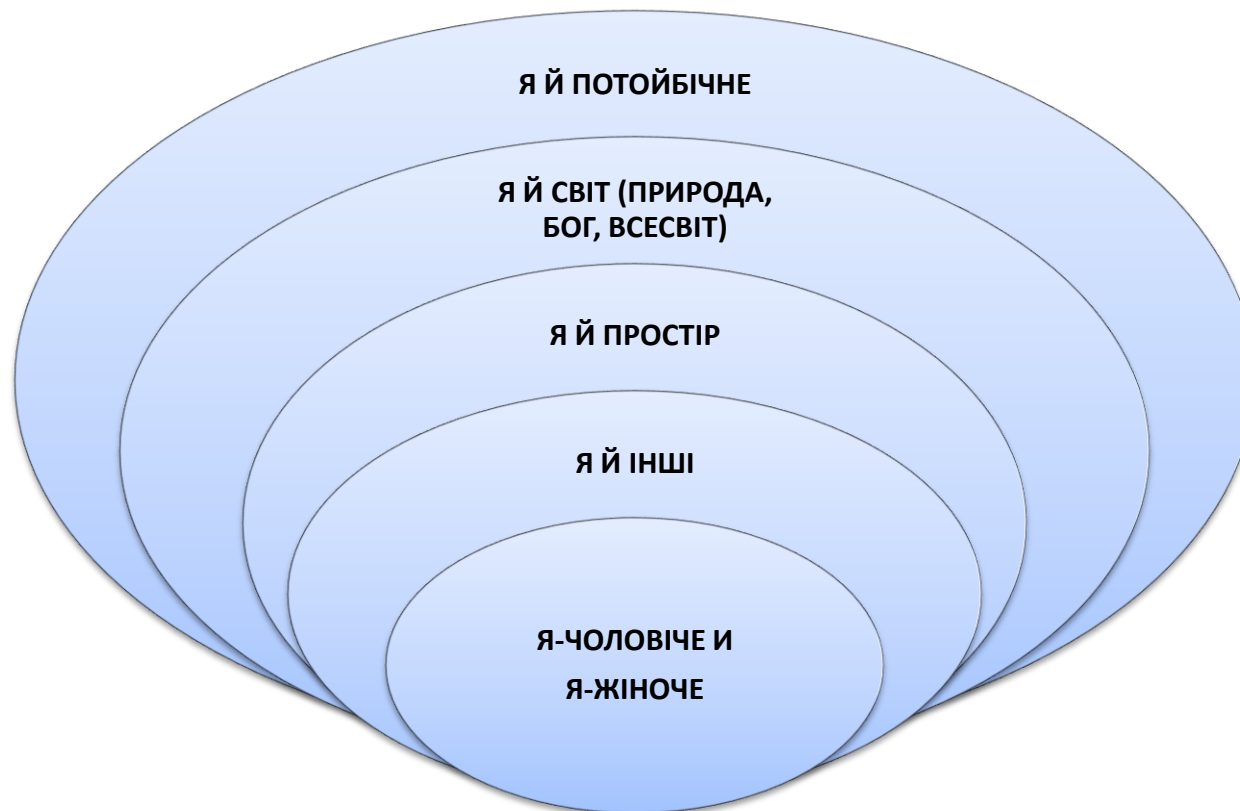 Я Й ПОТОЙБІЧНЕ
Я Й СВІТ (ПРИРОДА,
БОГ, ВСЕСВІТ)
Я Й ПРОСТІР
Я Й ІНШІ
Я-ЧОЛОВІЧЕ И
Я-ЖІНОЧЕ